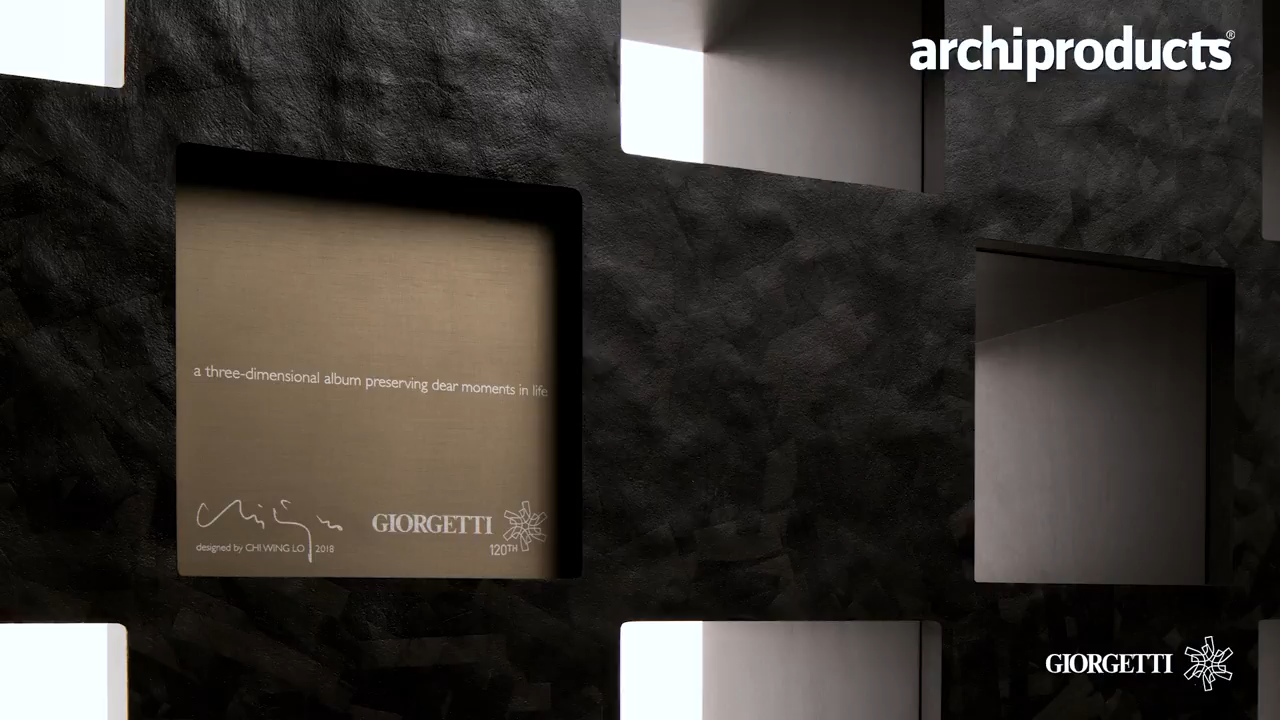 archiproducts®
a three-dimensional album preserving dear moments in life
designed by CHI WING LO 2018
GIORGETTI
120TH
GIORGETTI